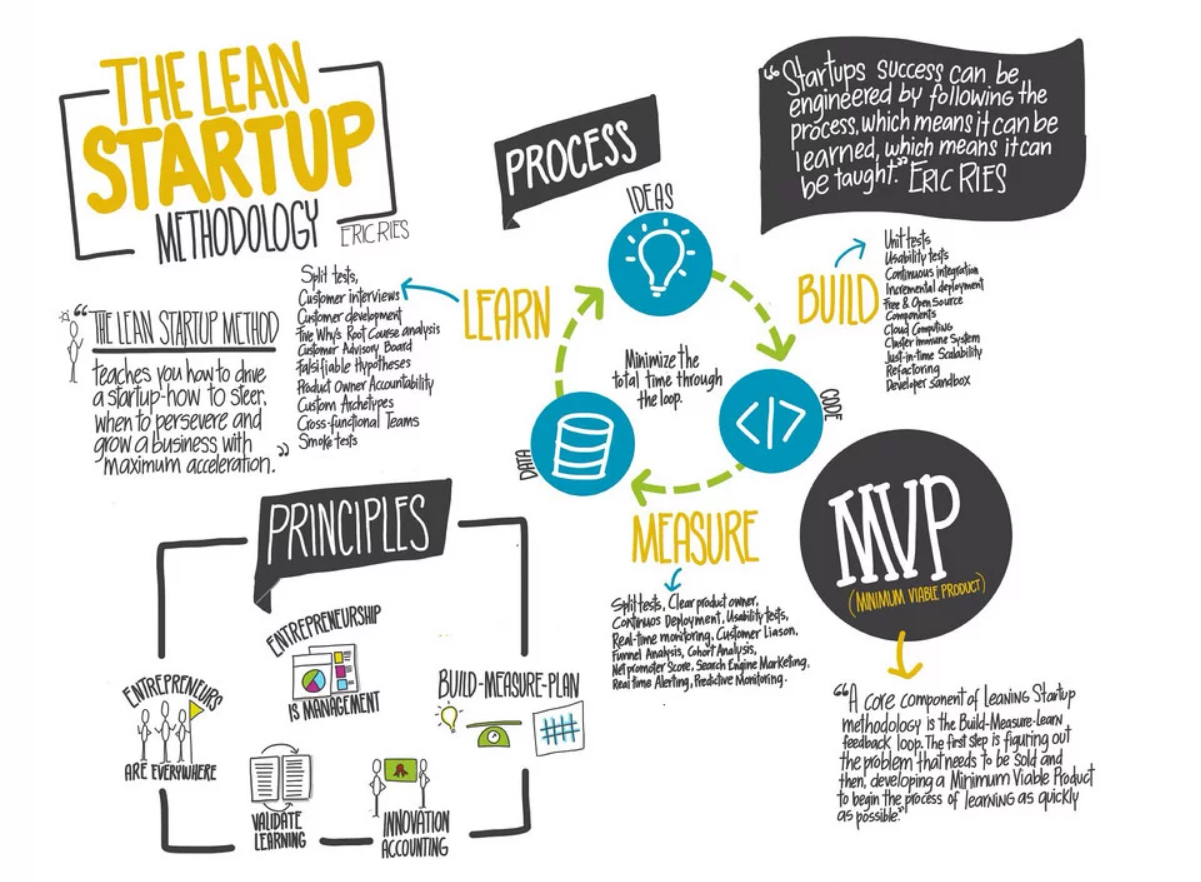 THE LEAN
STARTUP
METHODOLOGY
ERIC RIES
“THE LEAN STARTUP METHOD
teaches you how to drive
a startup-how to steer,
when to persevere and
grow a business with
maximum acceleration.”
PROCESS
IDEAS
CODE
DATA
Minimize the
total time through
the loop.
“Startups success can be
engineered by following the
process, which means it can be
learned, which means it can
be taught.” ERIC RIES
BUILD
Unit tests
Usability tests
Continuous integration
Incremental deployment
Free & Open Source
Components
Cloud Computing
Cluster immune System
Just-in-time Scalability
Refactoring
Developer sandbox
LEARN
Split tests,
Customer interviews
Customer development
Five Why's Root Course analysis
Customer Advisory Board
Falsifiable Hypotheses
Product Owner Accountability
Custom Archetypes
Cross-functional Teams
Smoke tests
MEASURE
Split tests, Clear product owner,
Continuos Deployment, Usability tests,
Real-time monitoring, Customer Liason,
Funnel Analysis, Cohort Analysis,
Net promoter Score, Search Engine Marketing,
Real time Alerting, Predictive Monitoring.
MVP
(MINIMUM VIABLE PRODUCT)
“A core component of Leaning Startup
methodology is the Build-Measure-Learn
feedback loop. The first step is figuring out
the problem that needs to be sold and
then, developing a Minimum Viable Product
to begin the process of learning as quickly
as possible.”
PRINCIPLES
ENTREPRENEURSHIP
IS MANAGEMENT
ENTREPRENEURS
ARE EVERYWHERE
BUILD-MEASURE-PLAN
VALIDATE
LEARNING
INNOVATION
ACCOUNTING